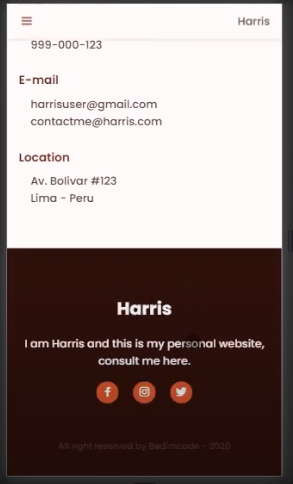 Harris
999-000-123
E-mail
harrisuser@gmail.com
contactme@harris.com
Location
Av. Bolivar #123
Lima - Peru
Harris
I am Harris and this is my personal website,
consult me here.
All right reserved by Bedimcode - 2020